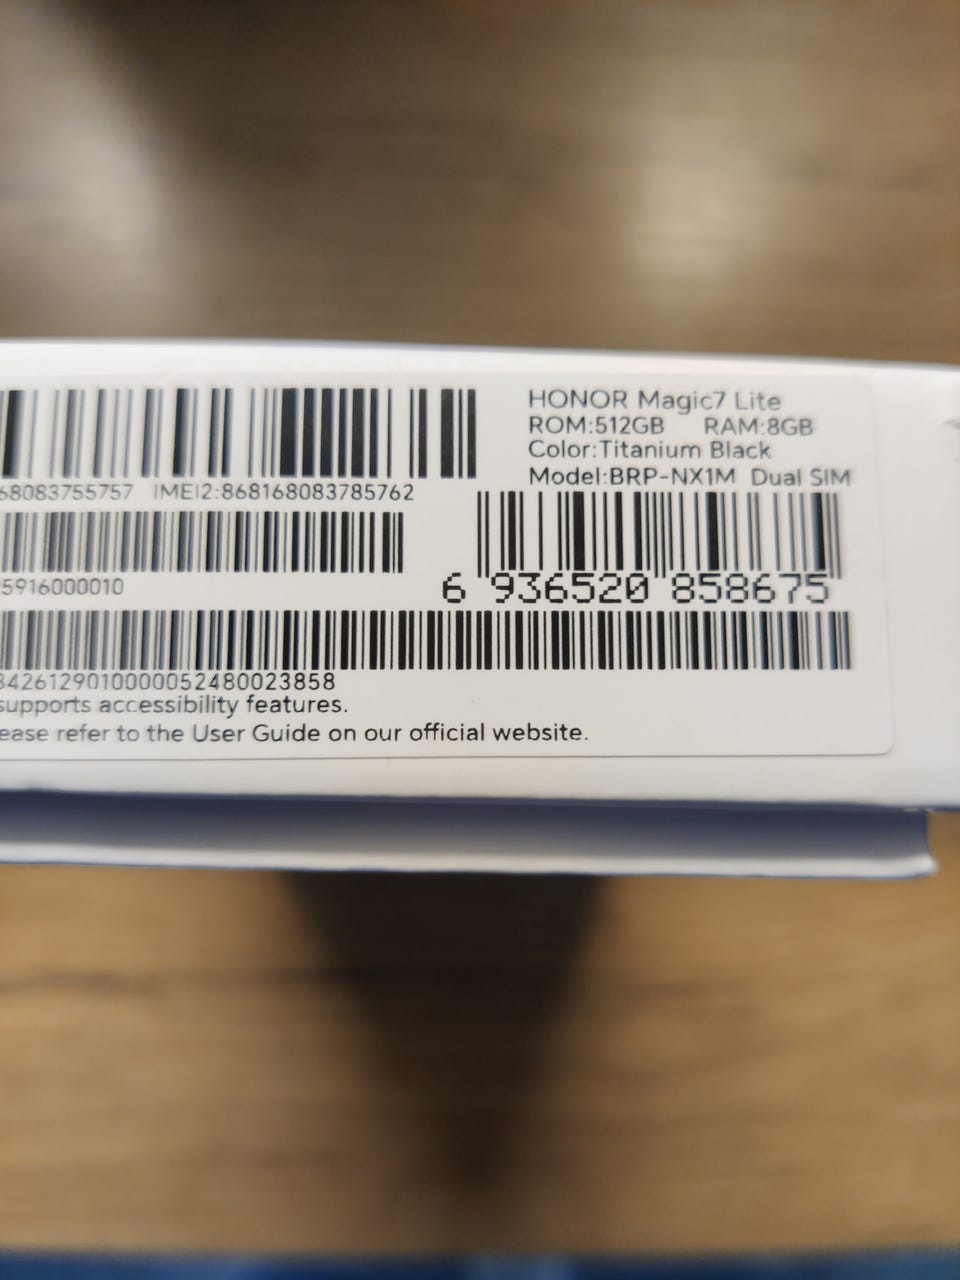 HONOR Magic7 Lite
ROM:512GB RAM:8GB
Color:Titanium Black
Model:BRP-NX1M Dual SIM
68083755757 IMEI2:868168083785762
6 936520 858675
5916000010
8426129010000052480023858
supports accessibility features.
ease refer to the User Guide on our official website.